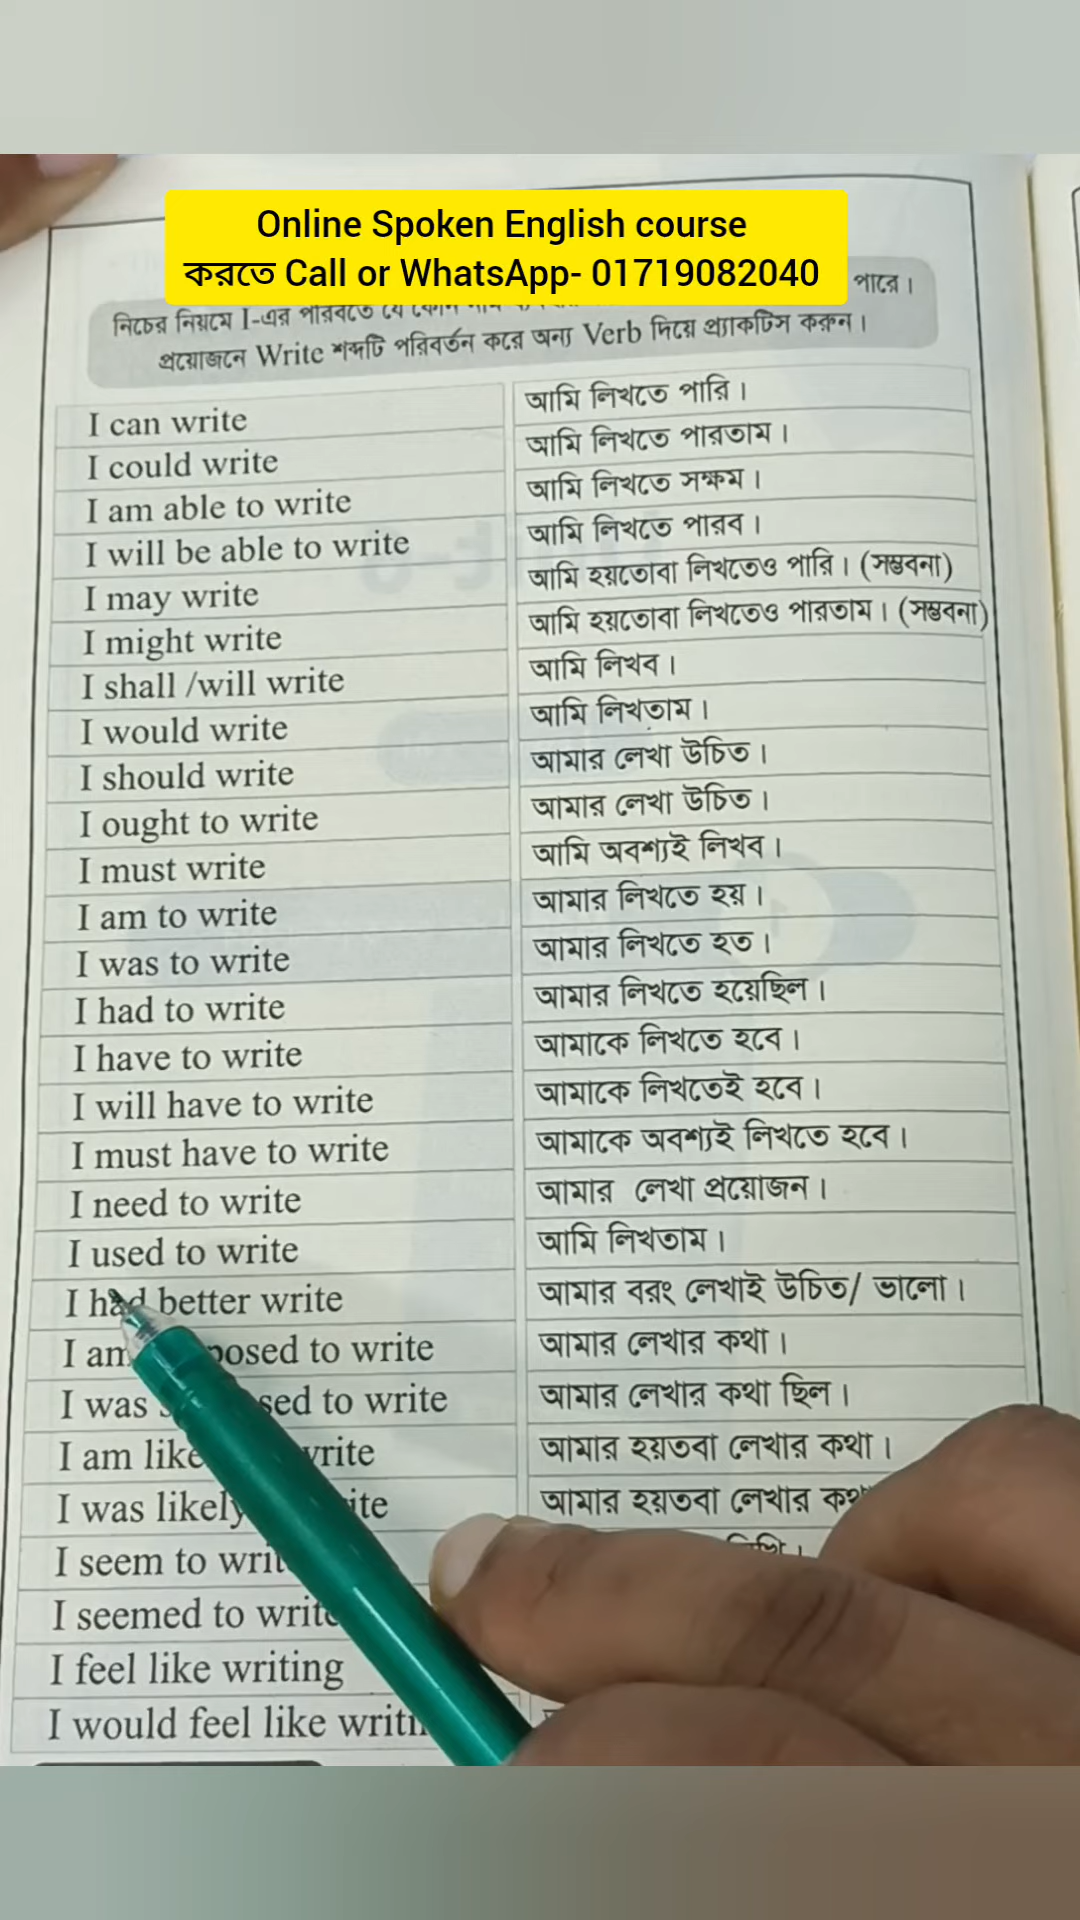 Online Spoken English course
করতে Call or WhatsApp- 01719082040
পারে।
নিচের নিয়মে I-এর পরিবর্তে যে কোন
প্রয়োজনে Write শব্দটি পরিবর্তন করে অন্য Verb দিয়ে প্র্যাকটিস করুন।
I can write আমি লিখতে পারি।
I could write আমি লিখতে পারতাম।
I am able to write আমি লিখতে সক্ষম।
I will be able to write আমি লিখতে পারব।
I may write আমি হয়তোবা লিখতেও পারি। (সম্ভবনা)
I might write আমি হয়তোবা লিখতেও পারতাম। (সম্ভবনা)
I shall /will write আমি লিখব।
I would write আমি লিখতাম।
I should write আমার লেখা উচিত।
I ought to write আমার লেখা উচিত।
I must write আমি অবশ্যই লিখব।
I am to write আমার লিখতে হয়।
I was to write আমার লিখতে হত।
I had to write আমার লিখতে হয়েছিল।
I have to write আমাকে লিখতে হবে।
I will have to write আমাকে লিখতেই হবে।
I must have to write আমাকে অবশ্যই লিখতে হবে।
I need to write আমার লেখা প্রয়োজন।
I used to write আমি লিখতাম।
I had better write আমার বরং লেখাই উচিত/ ভালো।
I am to write আমার লেখার কথা।
I was to write আমার লেখার কথা ছিল।
I am আমার হয়তবা লেখার কথা।
I was likely আমার হয়তবা লেখার
I seem to
I seemed to write
I feel like writing
I would feel like